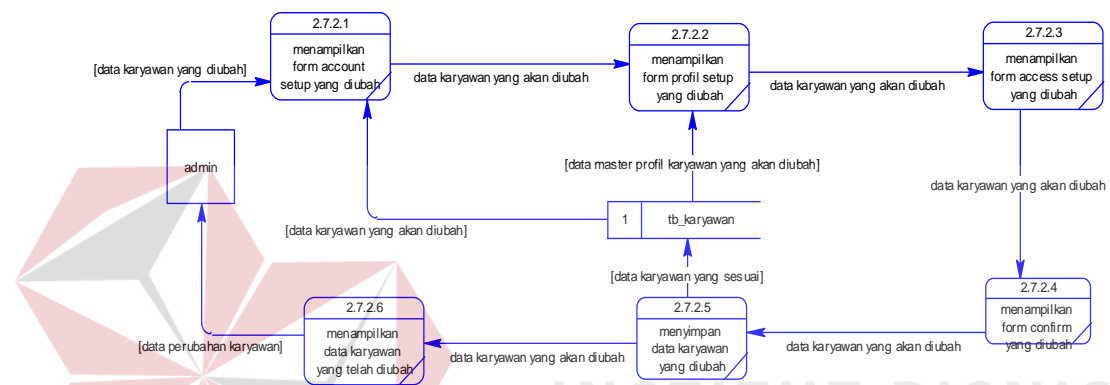 2.7.2.1
menampilkan
form account
setup yang diubah
2.7.2.2
menampilkan
form profil setup
yang diubah
2.7.2.3
menampilkan
form access setup
yang diubah
[data karyawan yang diubah]
data karyawan yang akan diubah
data karyawan yang akan diubah
admin
[data master profil karyawan yang akan diubah]
data karyawan yang akan diubah
1 tb_karyawan
[data karyawan yang akan diubah]
[data karyawan yang sesuai]
2.7.2.6
menampilkan
data karyawan
yang telah diubah
2.7.2.5
menyimpan
data karyawan
yang diubah
2.7.2.4
menampilkan
form confirm
yang diubah
[data perubahan karyawan]
data karyawan yang akan diubah
data karyawan yang akan diubah